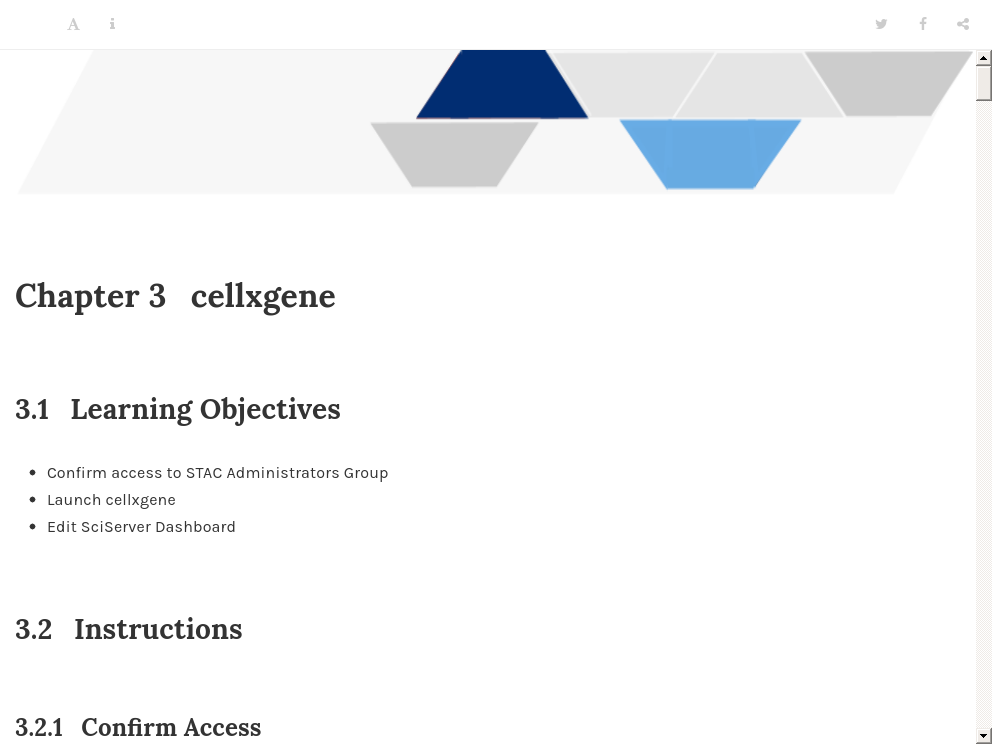 A i
Chapter 3 cellxgene
3.1 Learning Objectives
• Confirm access to STAC Administrators Group
• Launch cellxgene
• Edit SciServer Dashboard
3.2 Instructions
3.2.1 Confirm Access